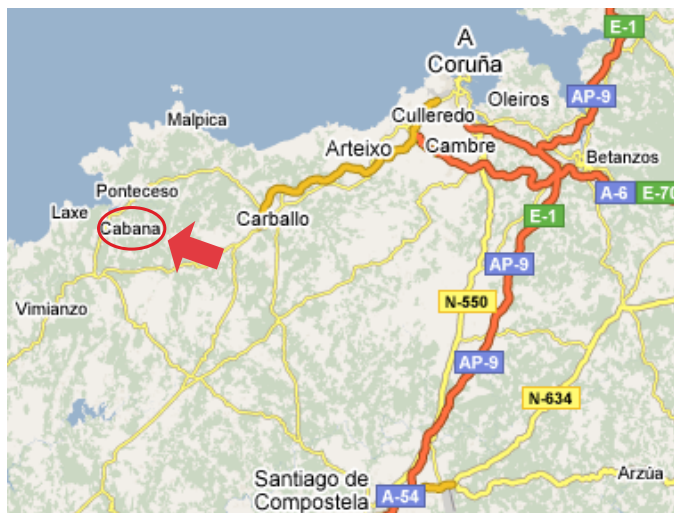 E-1
A
Coruña
AP-9
Oleiros
Malpica
Culleredo
Arteixo
Cambre
Betanzos
Ponteceso
A-6
E-70
Laxe
Carballo
E-1
Cabana
AP-9
Vimianzo
N-550
AP-9
N-634
Santiago de
Compostela
Arzúa
A-54